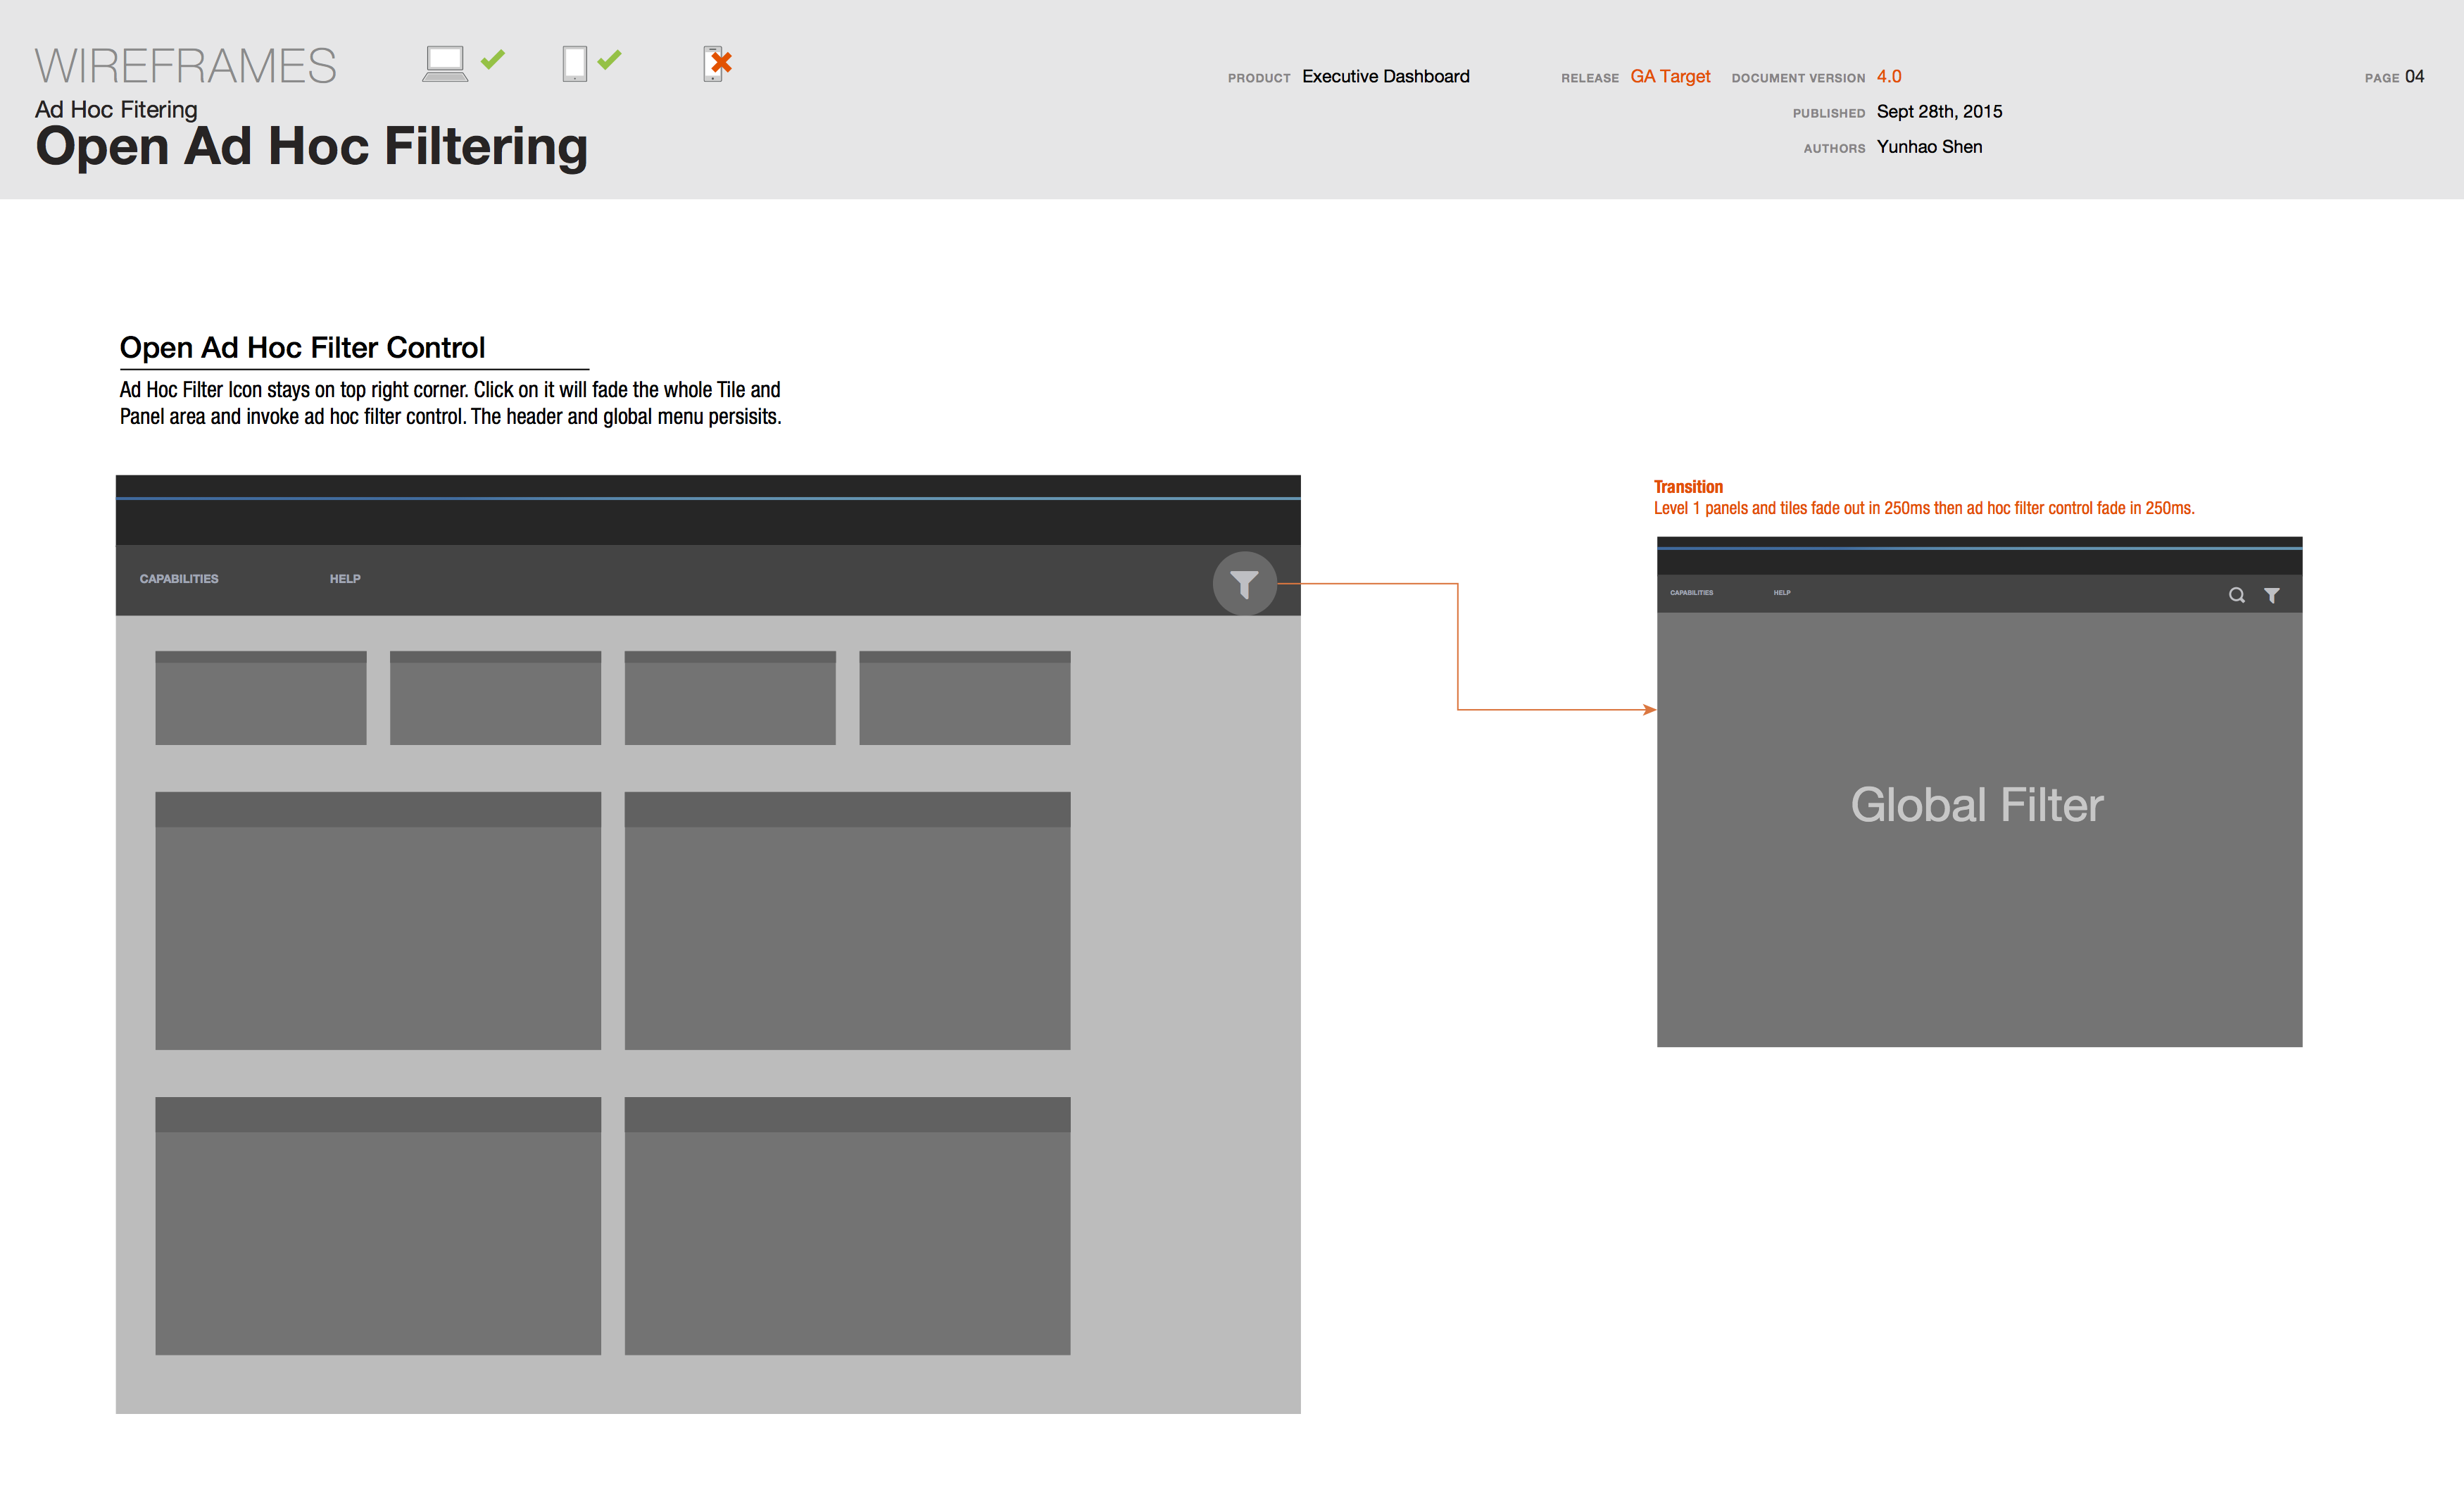 WIREFRAMES
Ad Hoc Fitering
Open Ad Hoc Filtering
PRODUCT Executive Dashboard
RELEASE GA Target
DOCUMENT VERSION 4.0
PUBLISHED Sept 28th, 2015
AUTHORS Yunhao Shen
PAGE 04
Open Ad Hoc Filter Control
Ad Hoc Filter Icon stays on top right corner. Click on it will fade the whole Tile and
Panel area and invoke ad hoc filter control. The header and global menu persisits.
CAPABILITIES HELP
Transition
Level 1 panels and tiles fade out in 250ms then ad hoc filter control fade in 250ms.
CAPABILITIES HELP
Global Filter